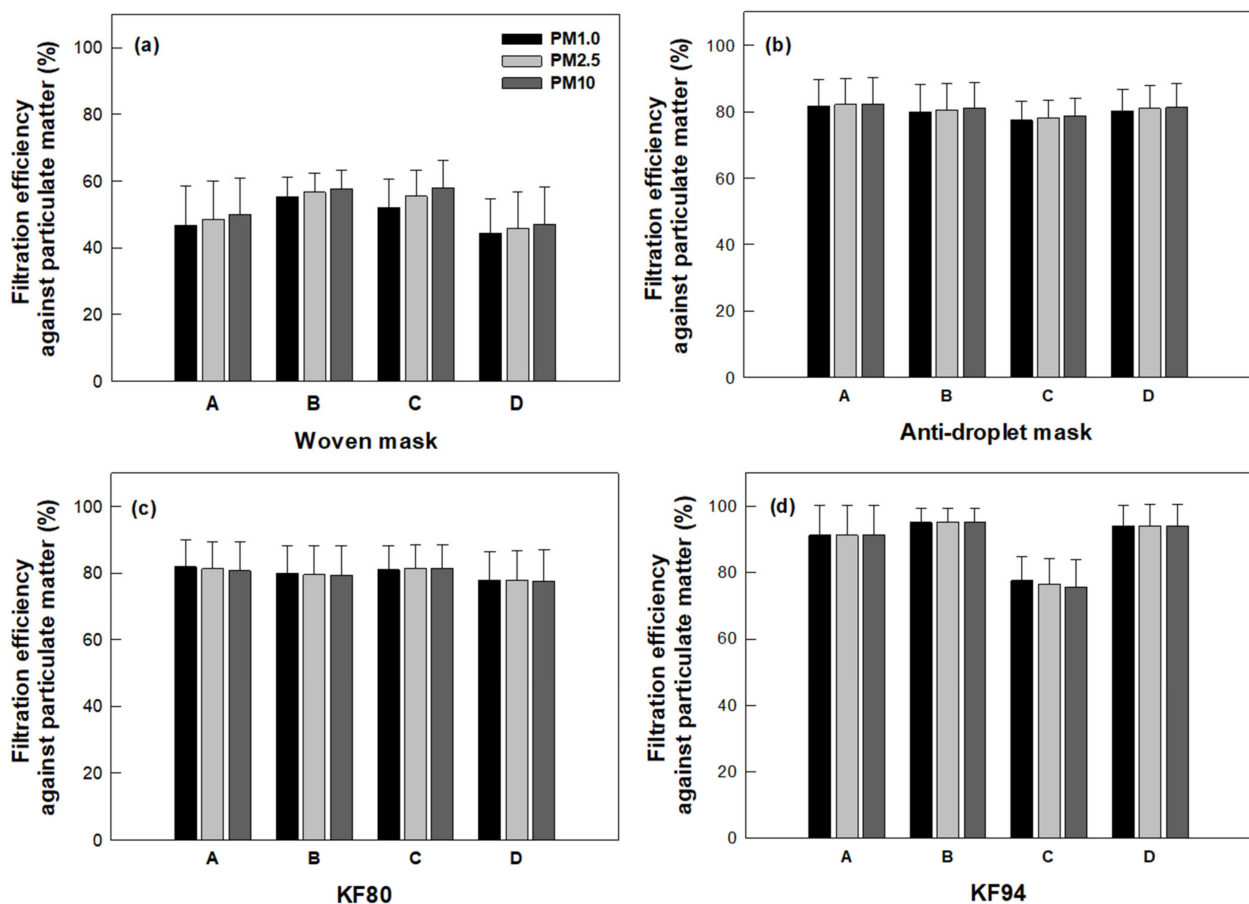 (a)
PM1.0
PM2.5
PM10
Filtration efficiency
against particulate matter (%)
100
80
60
40
20
0
A B C D
Woven mask
(b)
Filtration efficiency
against particulate matter (%)
100
80
60
40
20
0
A B C D
Anti-droplet mask
(c)
Filtration efficiency
against particulate matter (%)
100
80
60
40
20
0
A B C D
KF80
(d)
Filtration efficiency
against particulate matter (%)
100
80
60
40
20
0
A B C D
KF94